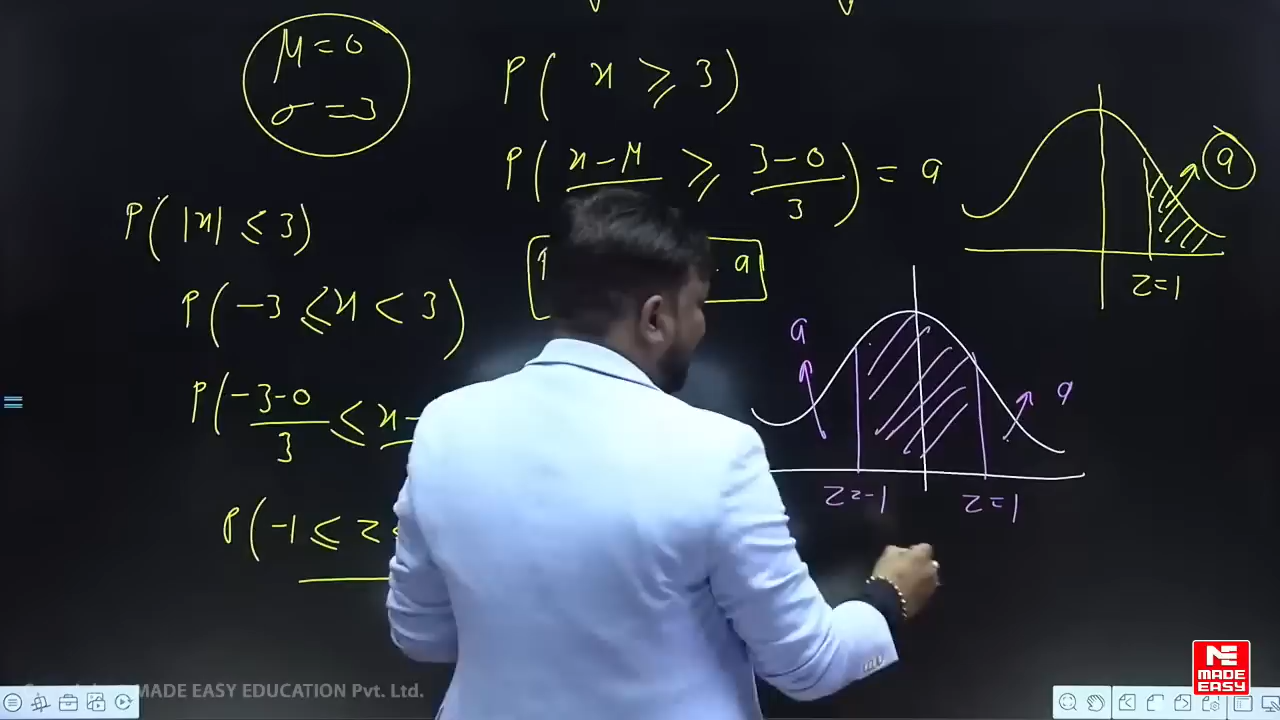 μ = 0
σ = 3
P( x ≥ 3 )
P( x-μ ≥ 3-0 / 3 ) = a
a
P( |x| ≤ 3 )
z=1
a
P( -3 ≤ x < 3 )
a
a
P( -3-0 / 3 ≤ x-
z=-1
z=1
P( -1 ≤ z
MADE EASY EDUCATION Pvt. Ltd.
MADE
EASY